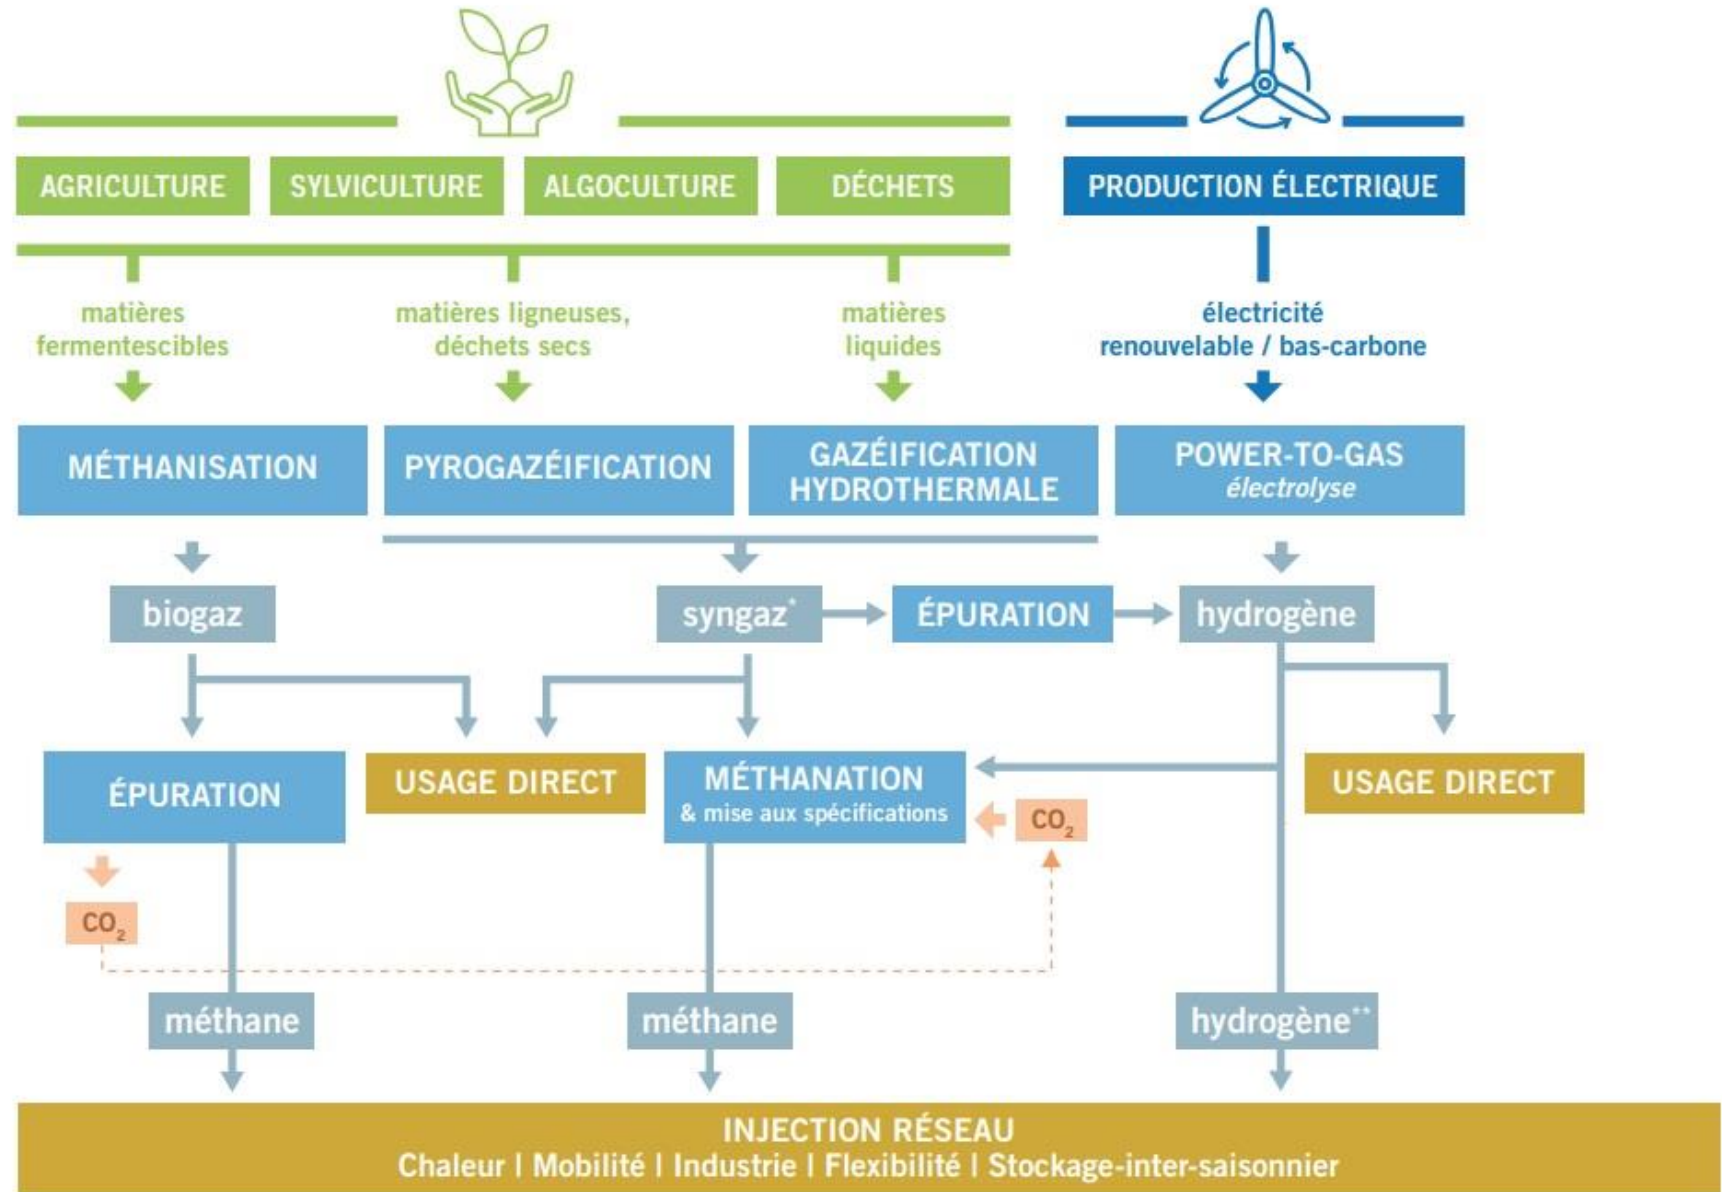 AGRICULTURE
SYLVICULTURE
ALGOCULTURE
DÉCHETS
PRODUCTION ÉLECTRIQUE
matières
fermentescibles
matières ligneuses,
déchets secs
matières
liquides
électricité
renouvelable / bas-carbone
MÉTHANISATION
PYROGAZÉIFICATION
GAZÉIFICATION
HYDROTHERMALE
POWER-TO-GAS
électrolyse
biogaz
syngaz*
ÉPURATION
hydrogène
ÉPURATION
USAGE DIRECT
MÉTHANATION
& mise aux spécifications
CO₂
USAGE DIRECT
CO₂
méthane
méthane
hydrogène**
INJECTION RÉSEAU
Chaleur | Mobilité | Industrie | Flexibilité | Stockage-inter-saisonnier